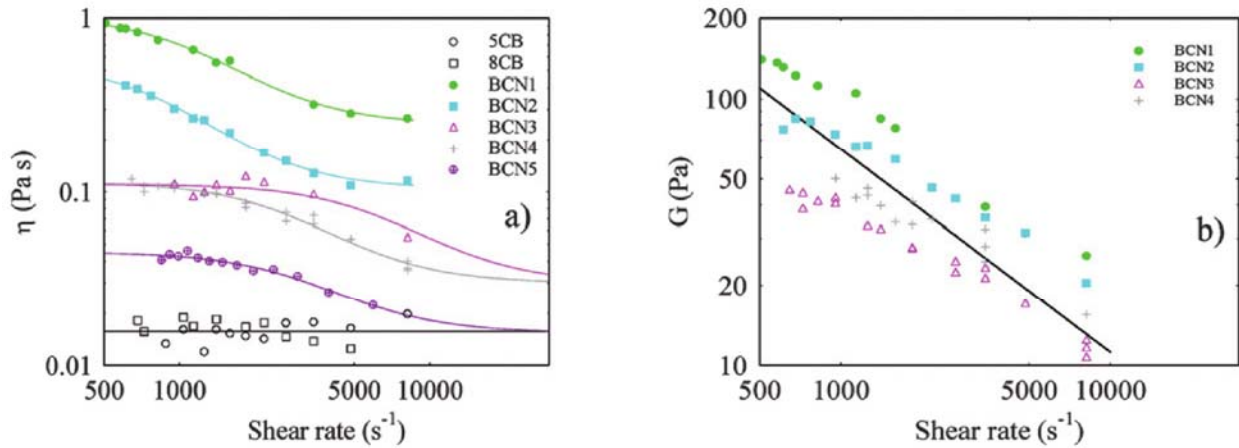 1
0.1
0.01
η (Pa s)
500
1000
5000
10000
Shear rate (s⁻¹)
5CB
8CB
BCN1
BCN2
BCN3
BCN4
BCN5
a)
200
100
50
20
10
G (Pa)
500
1000
5000
10000
Shear rate (s⁻¹)
BCN1
BCN2
BCN3
BCN4
b)